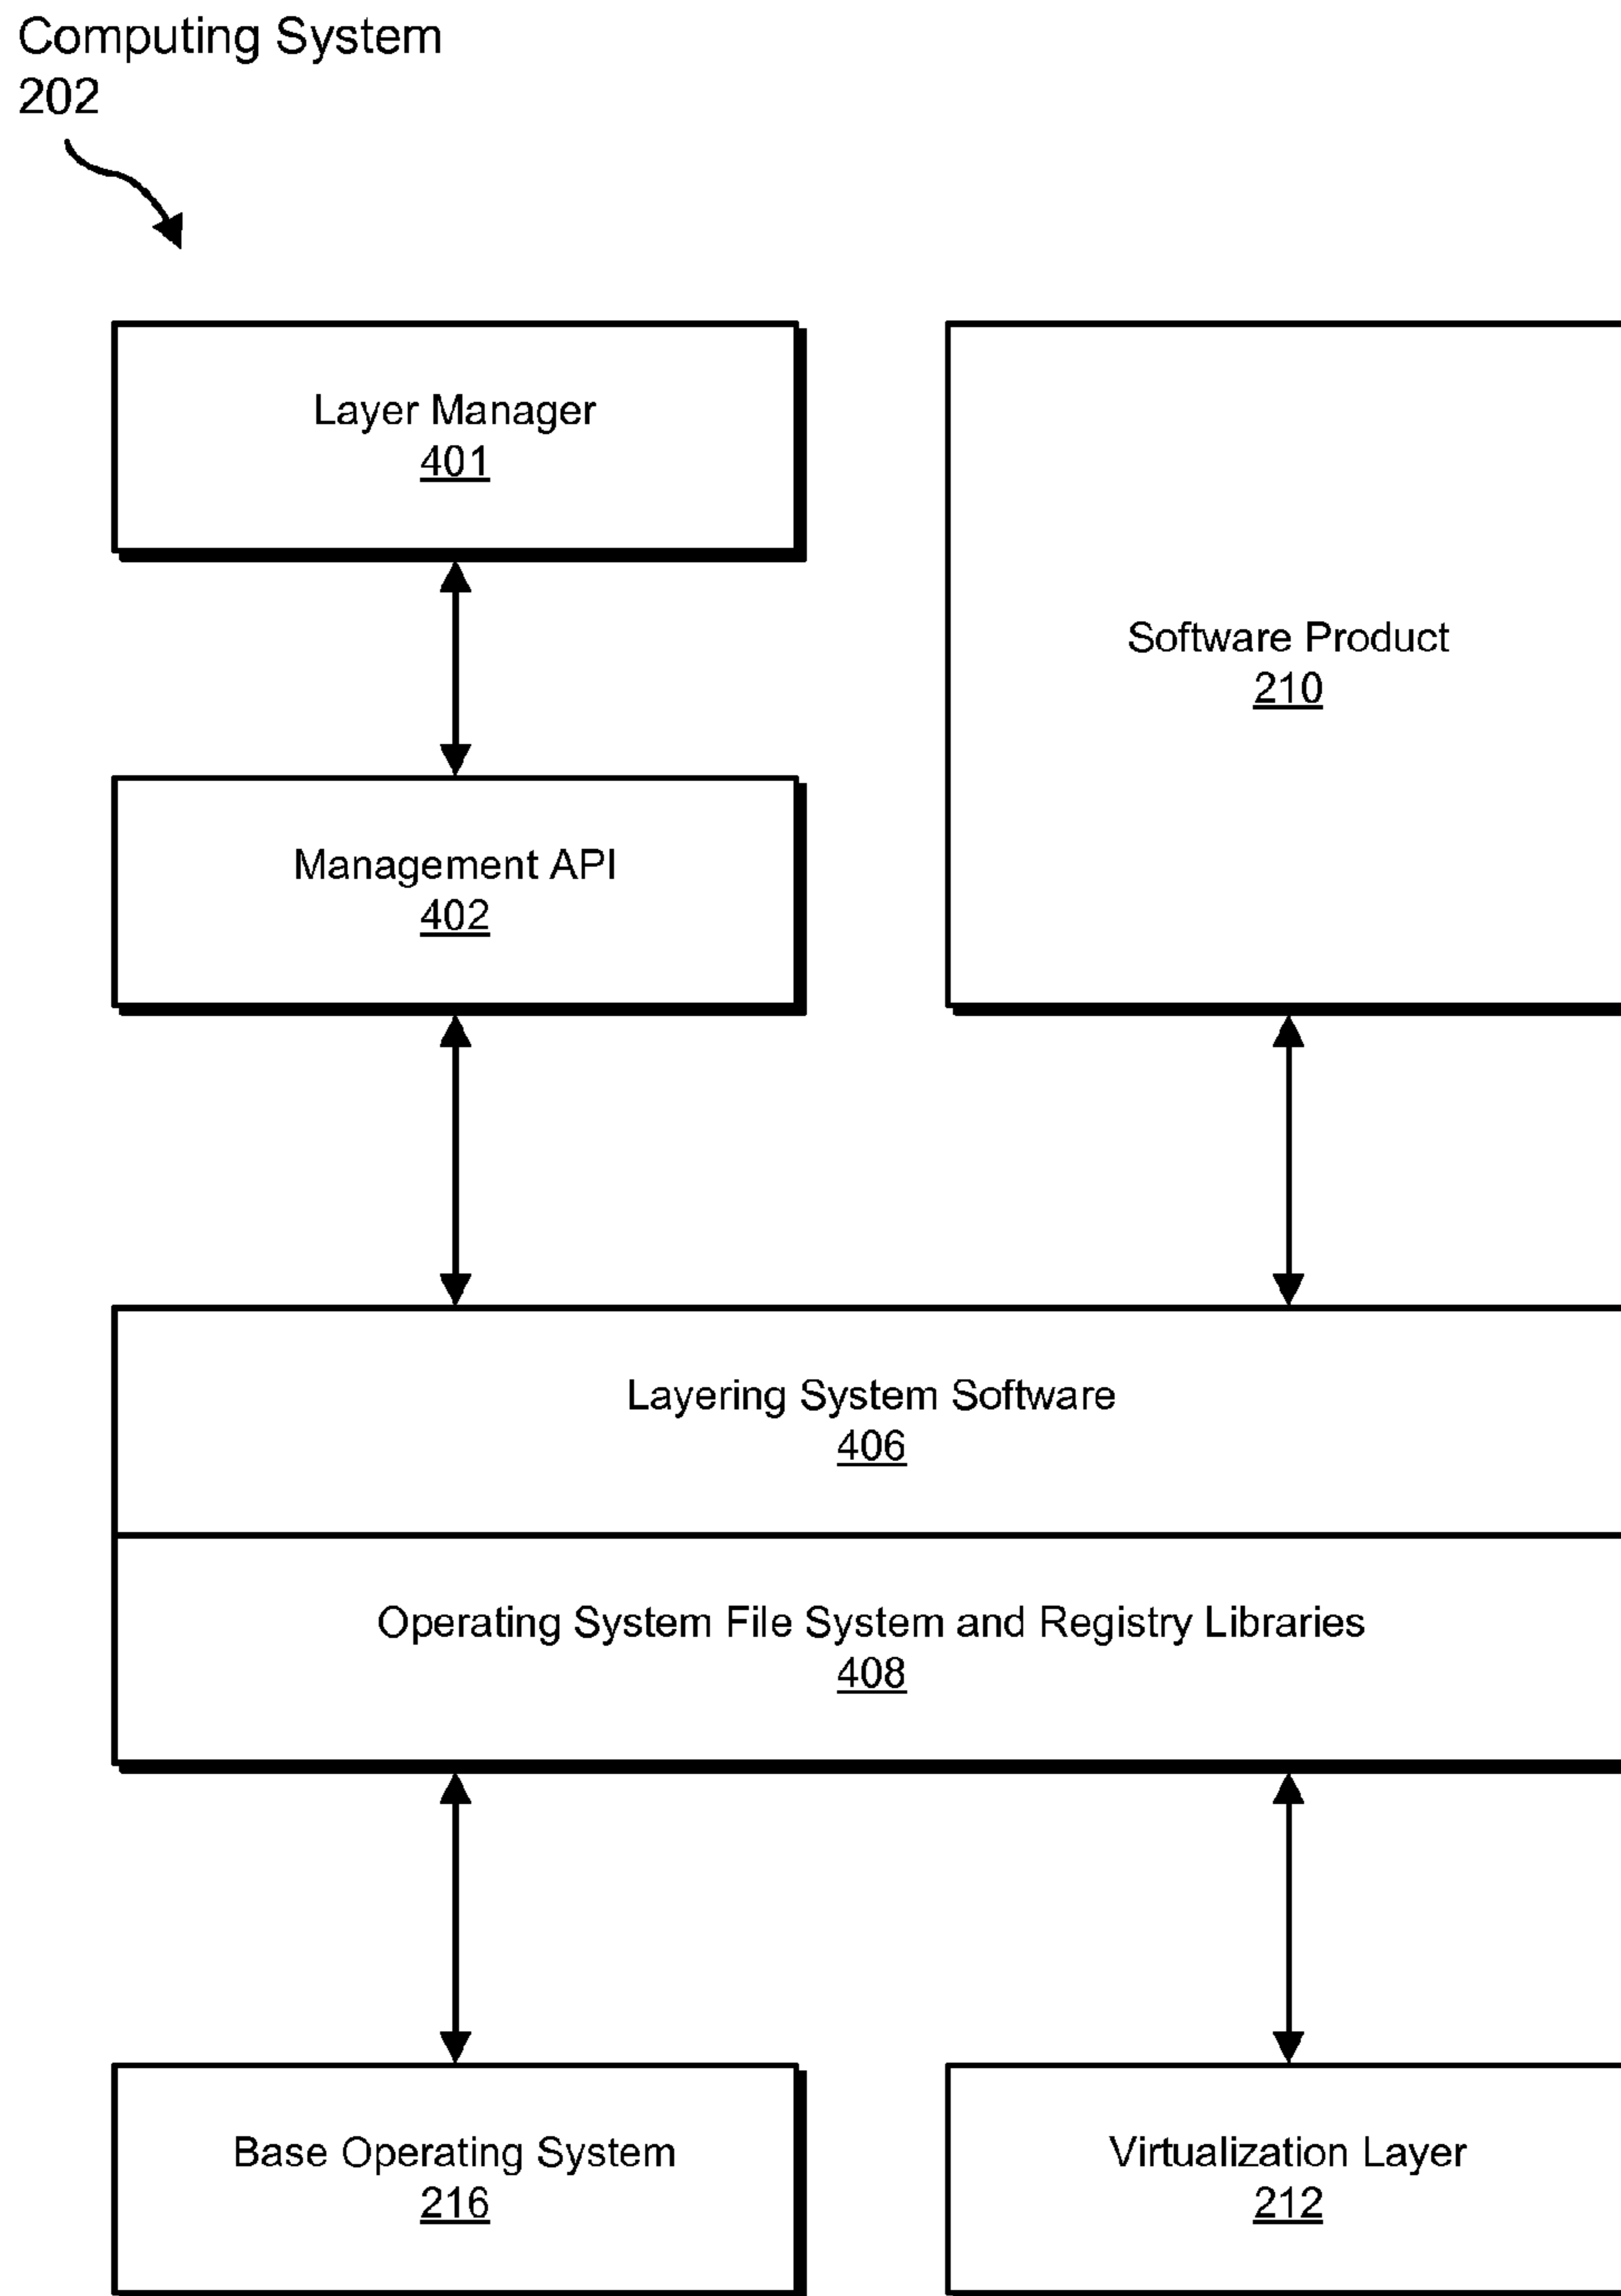 Computing System
202
Layer Manager
401
Software Product
210
Management API
402
Layering System Software
406
Operating System File System and Registry Libraries
408
Base Operating System
216
Virtualization Layer
212